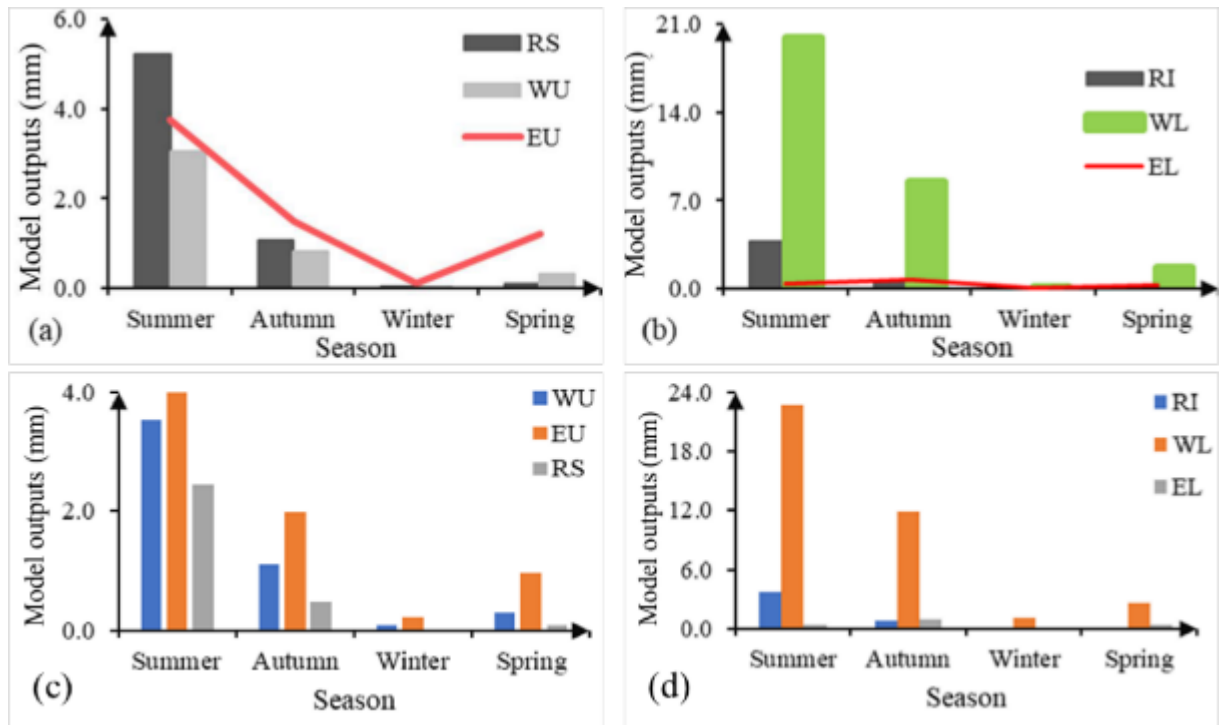 6.0
4.0
2.0
0.0
Model outputs (mm)
RS
WU
EU
Summer Autumn Winter Spring
Season
(a)
21.0
14.0
7.0
0.0
Model outputs (mm)
RI
WL
EL
Summer Autumn Winter Spring
Season
(b)
4.0
2.0
0.0
Model outputs (mm)
WU
EU
RS
Summer Autumn Winter Spring
Season
(c)
24.0
18.0
12.0
6.0
0.0
Model outputs (mm)
RI
WL
EL
Summer Autumn Winter Spring
Season
(d)